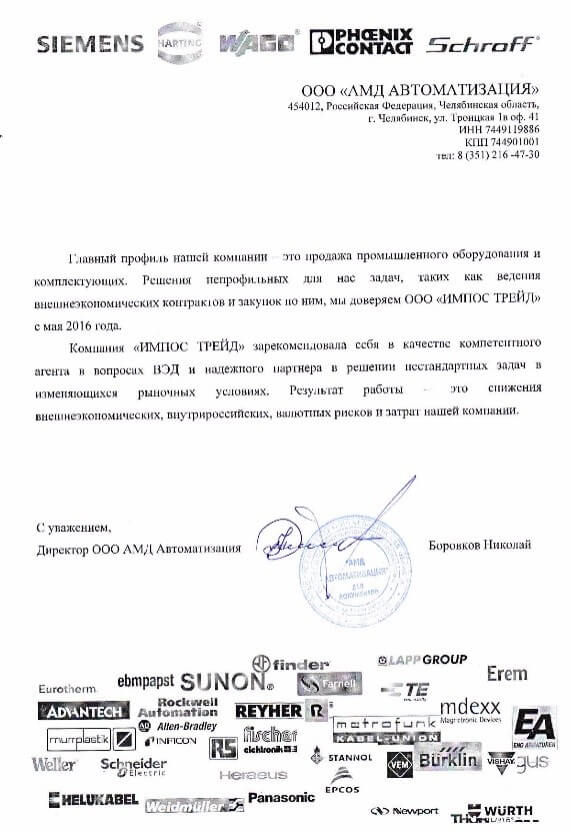 SIEMENS HARTING WAGO PHŒNIX CONTACT Schroff
ООО «АМД АВТОМАТИЗАЦИЯ»
454012, Российская Федерация, Челябинская область,
г. Челябинск, ул. Троицкая 1в оф. 41
ИНН 7449119886
КПП 744901001
тел: 8 (351) 216 -47-30
Главный профиль нашей компании – это продажа промышленного оборудования и
комплектующих. Решения непрофильных для нас задач, таких как ведения
внешнеэкономических контрактов и закупок по ним, мы доверяем ООО «ИМПОС ТРЕЙД»
с мая 2016 года.
Компания «ИМПОС ТРЕЙД» зарекомендовала себя в качестве компетентного
агента в вопросах ВЭД и надежного партнера в решении нестандартных задач в
изменяющихся рыночных условиях. Результат работы – это снижения
внешнеэкономических, внутрироссийских, валютных рисков и затрат нашей компании.
С уважением,
Директор ООО АМД Автоматизация
Боровков Николай
"АМД
АВТОМАТИЗАЦИЯ"
ДЛЯ
ДОКУМЕНТОВ
finder LAPP GROUP
Eurotherm ebmpapst SUNON Farnell TE Erem
ADVANTECH Rockwell Automation REYHER metrofunk KABEL-UNION mdexx Magnetronic Devices EA
murrplastik Allen-Bradley INFICON RS fischer elektronik
Weller Schneider Electric Heraeus STANNOL VEM Bürklin VISHAY igus
EPCOS
HELUKABEL Weidmüller Panasonic Newport WÜRTH